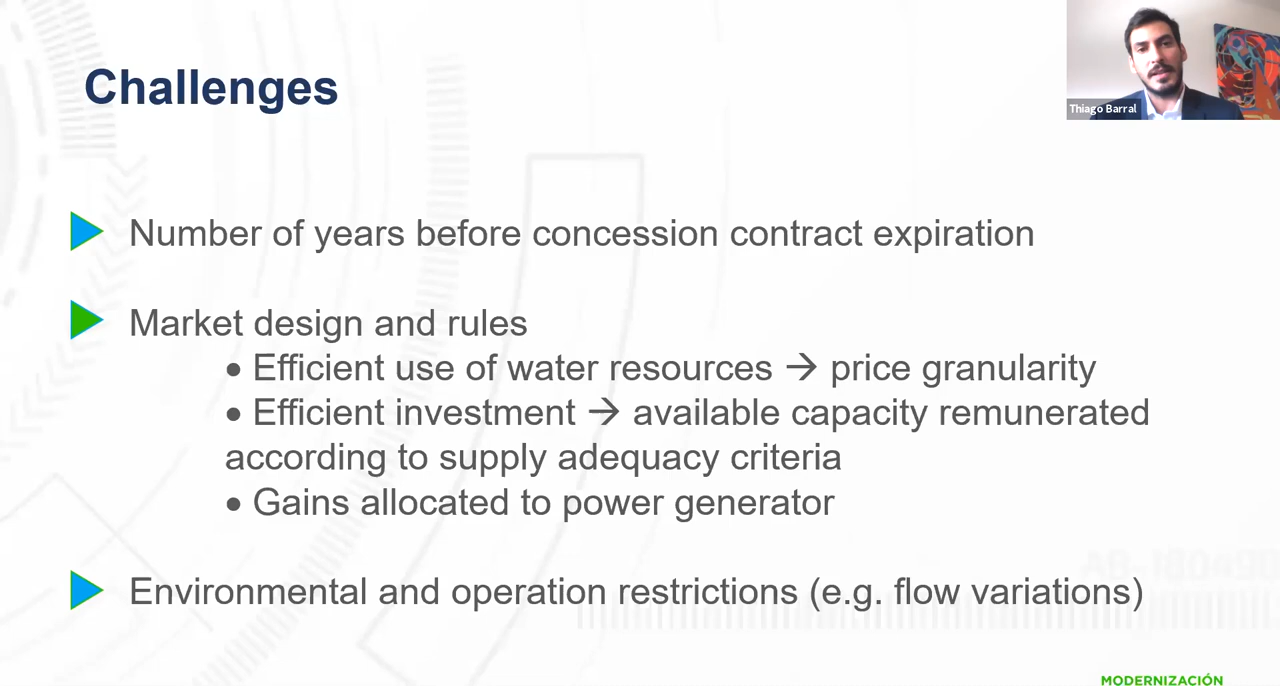 Challenges
Thiago Barral
Number of years before concession contract expiration
Market design and rules
• Efficient use of water resources → price granularity
• Efficient investment → available capacity remunerated
according to supply adequacy criteria
• Gains allocated to power generator
Environmental and operation restrictions (e.g. flow variations)
MODERNIZACIÓN